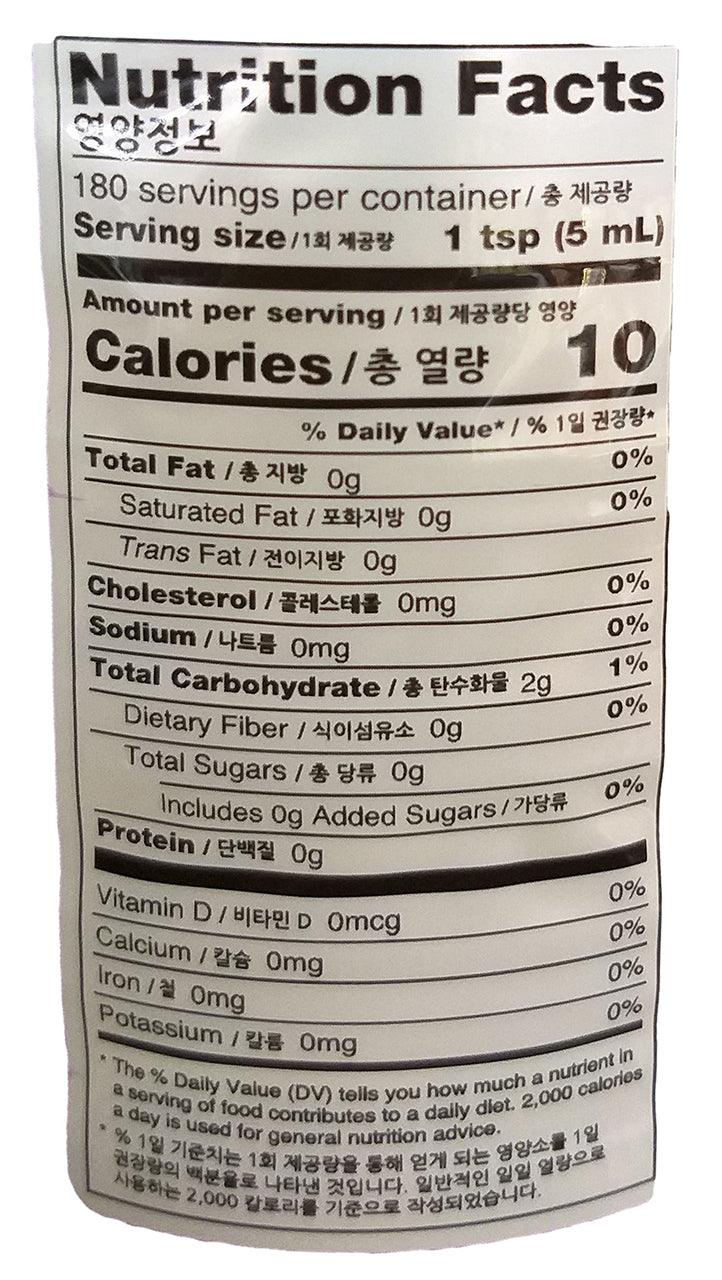 Nutrition Facts
영양정보
180 servings per container/ 총 제공량
Serving size/1회 제공량 1 tsp (5 mL)
Amount per serving / 1회 제공량당 영양
Calories/총 열량 10
% Daily Value* / % 1일 권장량*
Total Fat / 총 지방 0g 0%
Saturated Fat / 포화지방 0g 0%
Trans Fat / 전이지방 0g
Cholesterol / 콜레스테롤 0mg 0%
Sodium / 나트륨 0mg 0%
Total Carbohydrate / 총 탄수화물 2g 1%
Dietary Fiber / 식이섬유소 0g 0%
Total Sugars / 총 당류 0g
Includes 0g Added Sugars / 가당류 0%
Protein / 단백질 0g
Vitamin D / 비타민 D 0mcg 0%
Calcium / 칼슘 0mg 0%
Iron / 철 0mg 0%
Potassium / 칼륨 0mg 0%
* The % Daily Value (DV) tells you how much a nutrient in
a serving of food contributes to a daily diet. 2,000 calories
a day is used for general nutrition advice.
* % 1일 기준치는 1회 제공량을 통해 얻게 되는 영양소를 1일
권장량의 백분율로 나타낸 것입니다. 일반적인 일일 열량으로
사용하는 2,000 칼로리를 기준으로 작성되었습니다.